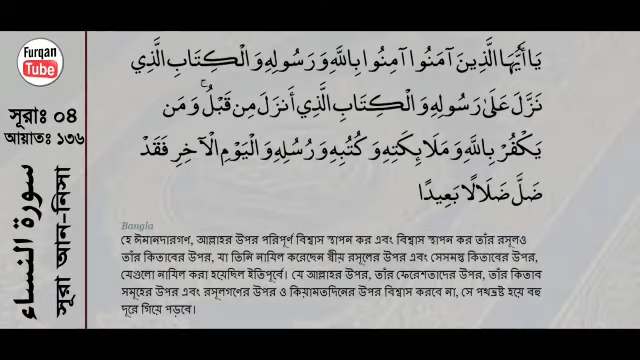 Furqan
Tube
সূরাঃ ০৪
আয়াতঃ ১৩৬
سورة النساء
সূরা আন-নিসা
يَا أَيُّهَا الَّذِينَ آمَنُوا آمِنُوا بِاللَّهِ وَرَسُولِهِ وَالْكِتَابِ الَّذِي
نَزَّلَ عَلَىٰ رَسُولِهِ وَالْكِتَابِ الَّذِي أَنزَلَ مِن قَبْلُ ۚ وَمَن
يَكْفُرْ بِاللَّهِ وَمَلَائِكَتِهِ وَكُتُبِهِ وَرُسُلِهِ وَالْيَوْمِ الْآخِرِ فَقَدْ
ضَلَّ ضَلَالًا بَعِيدًا
Bangla
হে ঈমানদারগণ, আল্লাহর উপর পরিপূর্ণ বিশ্বাস স্থাপন কর এবং বিশ্বাস স্থাপন কর তাঁর রসূলও
তাঁর কিতাবের উপর, যা তিনি নাযিল করেছেন স্বীয় রসূলের উপর এবং সেসমস্ত কিতাবের উপর,
যেগুলো নাযিল করা হয়েছিল ইতিপূর্বে। যে আল্লাহর উপর, তাঁর ফেরেশতাদের উপর, তাঁর কিতাব
সমূহের উপর এবং রসূলগণের উপর ও কিয়ামতদিনের উপর বিশ্বাস করবে না, সে পথভ্রষ্ট হয়ে বহু
দূরে গিয়ে পড়বে।